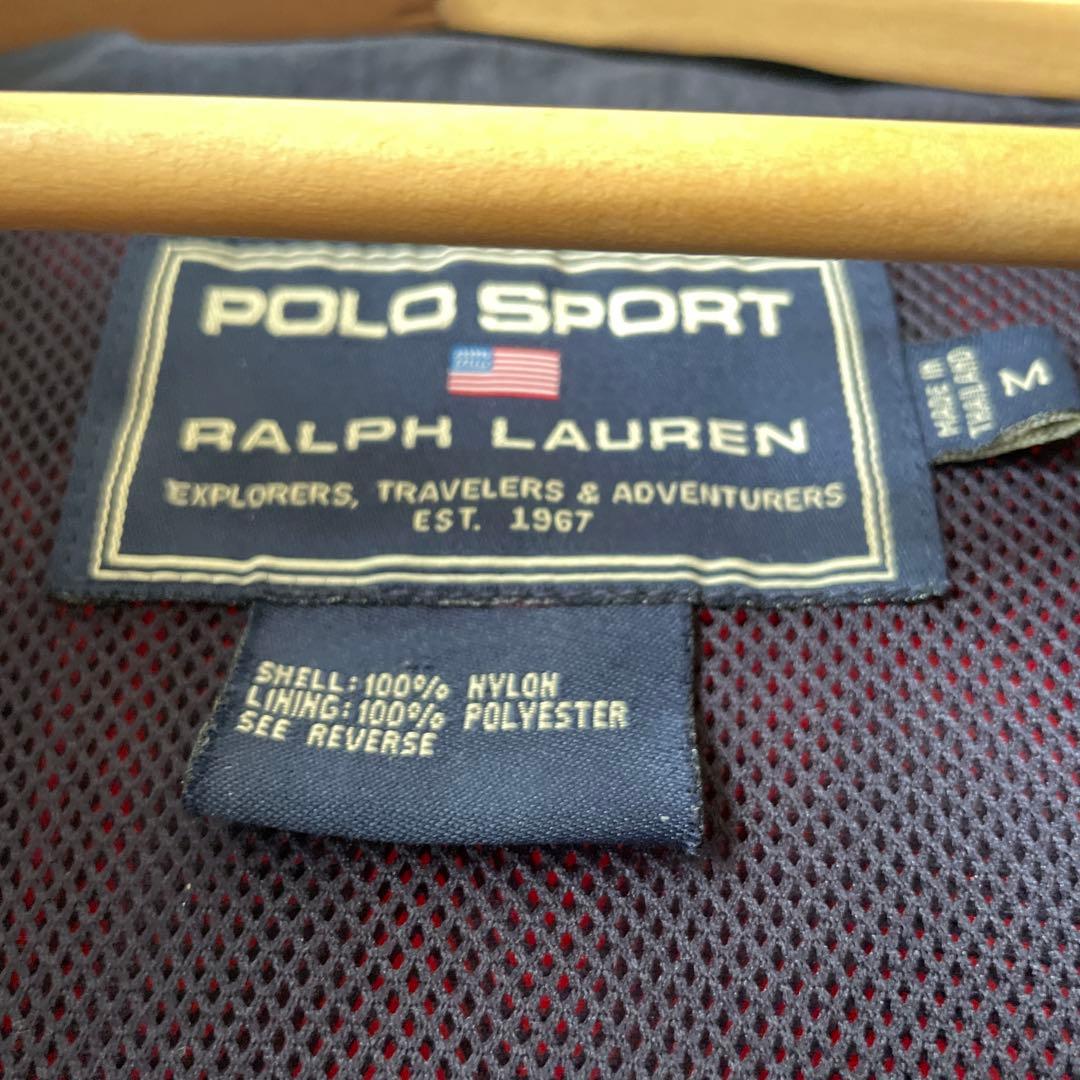 POLO SPORT
RALPH LAUREN
EXPLORERS, TRAVELERS & ADVENTURERS
EST. 1967
MADE IN
THAILAND
M
SHELL: 100% NYLON
LINING: 100% POLYESTER
SEE REVERSE